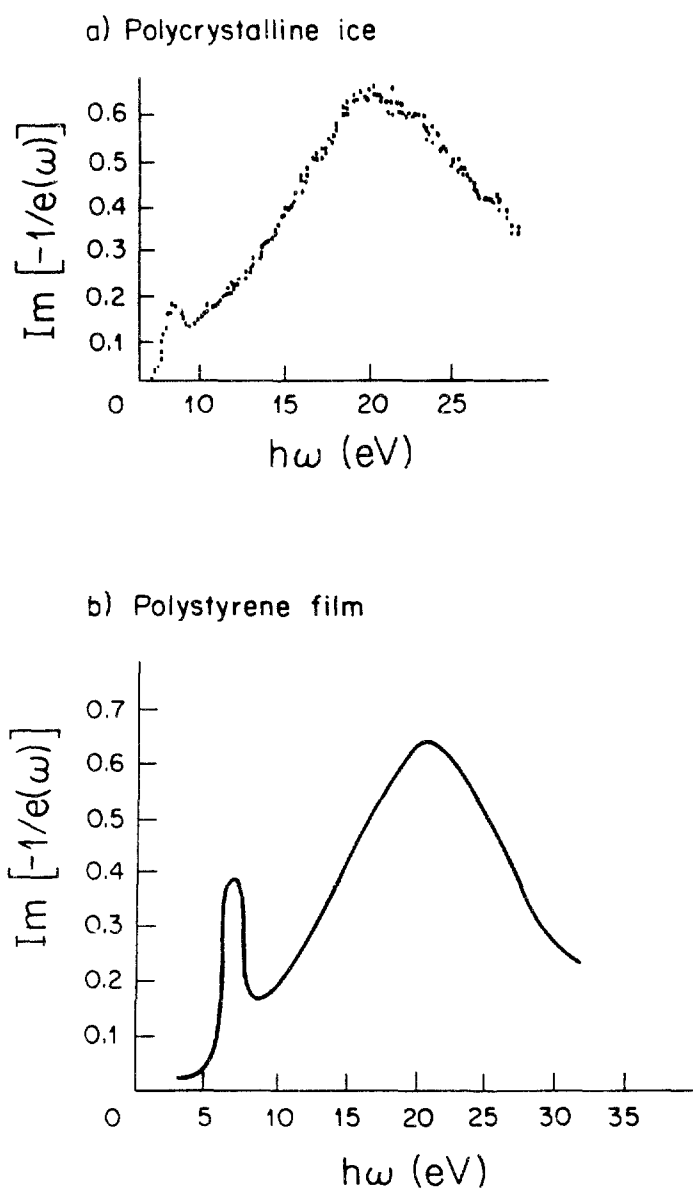 a) Polycrystalline ice
Im [-1/e(ω)]
0.6
0.5
0.4
0.3
0.2
0.1
0 10 15 20 25
hω (eV)
b) Polystyrene film
Im [-1/e(ω)]
0.7
0.6
0.5
0.4
0.3
0.2
0.1
0 5 10 15 20 25 30 35
hω (eV)